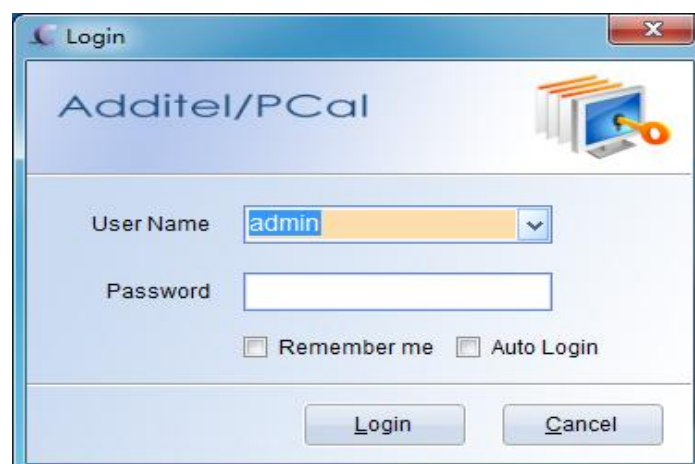 Login
Additel/PCal
User Name admin
Password
Remember me Auto Login
Login Cancel